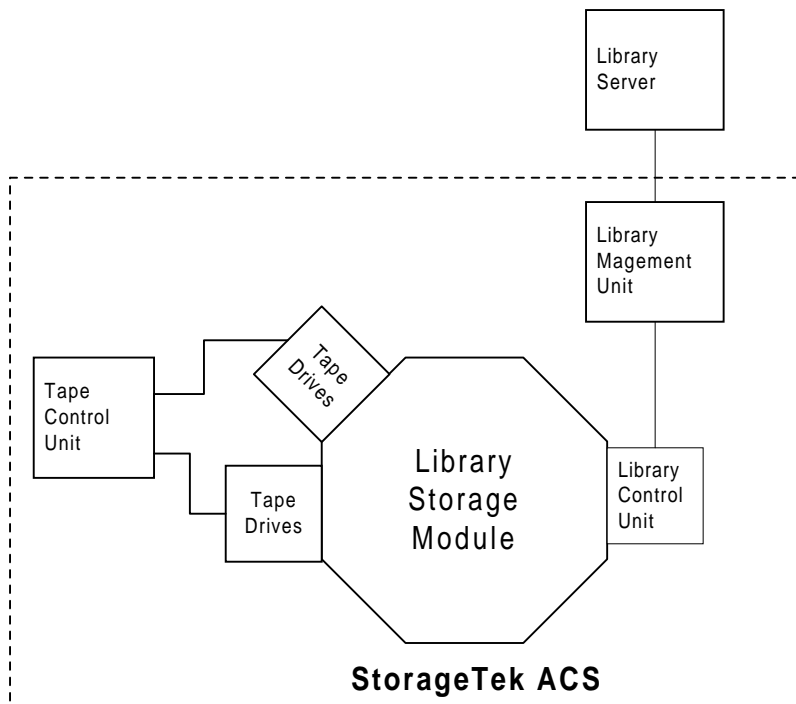 Library
Server
Library
Magement
Unit
Tape
Drives
Tape
Control
Unit
Library
Storage
Module
Library
Control
Unit
Tape
Drives
StorageTek ACS